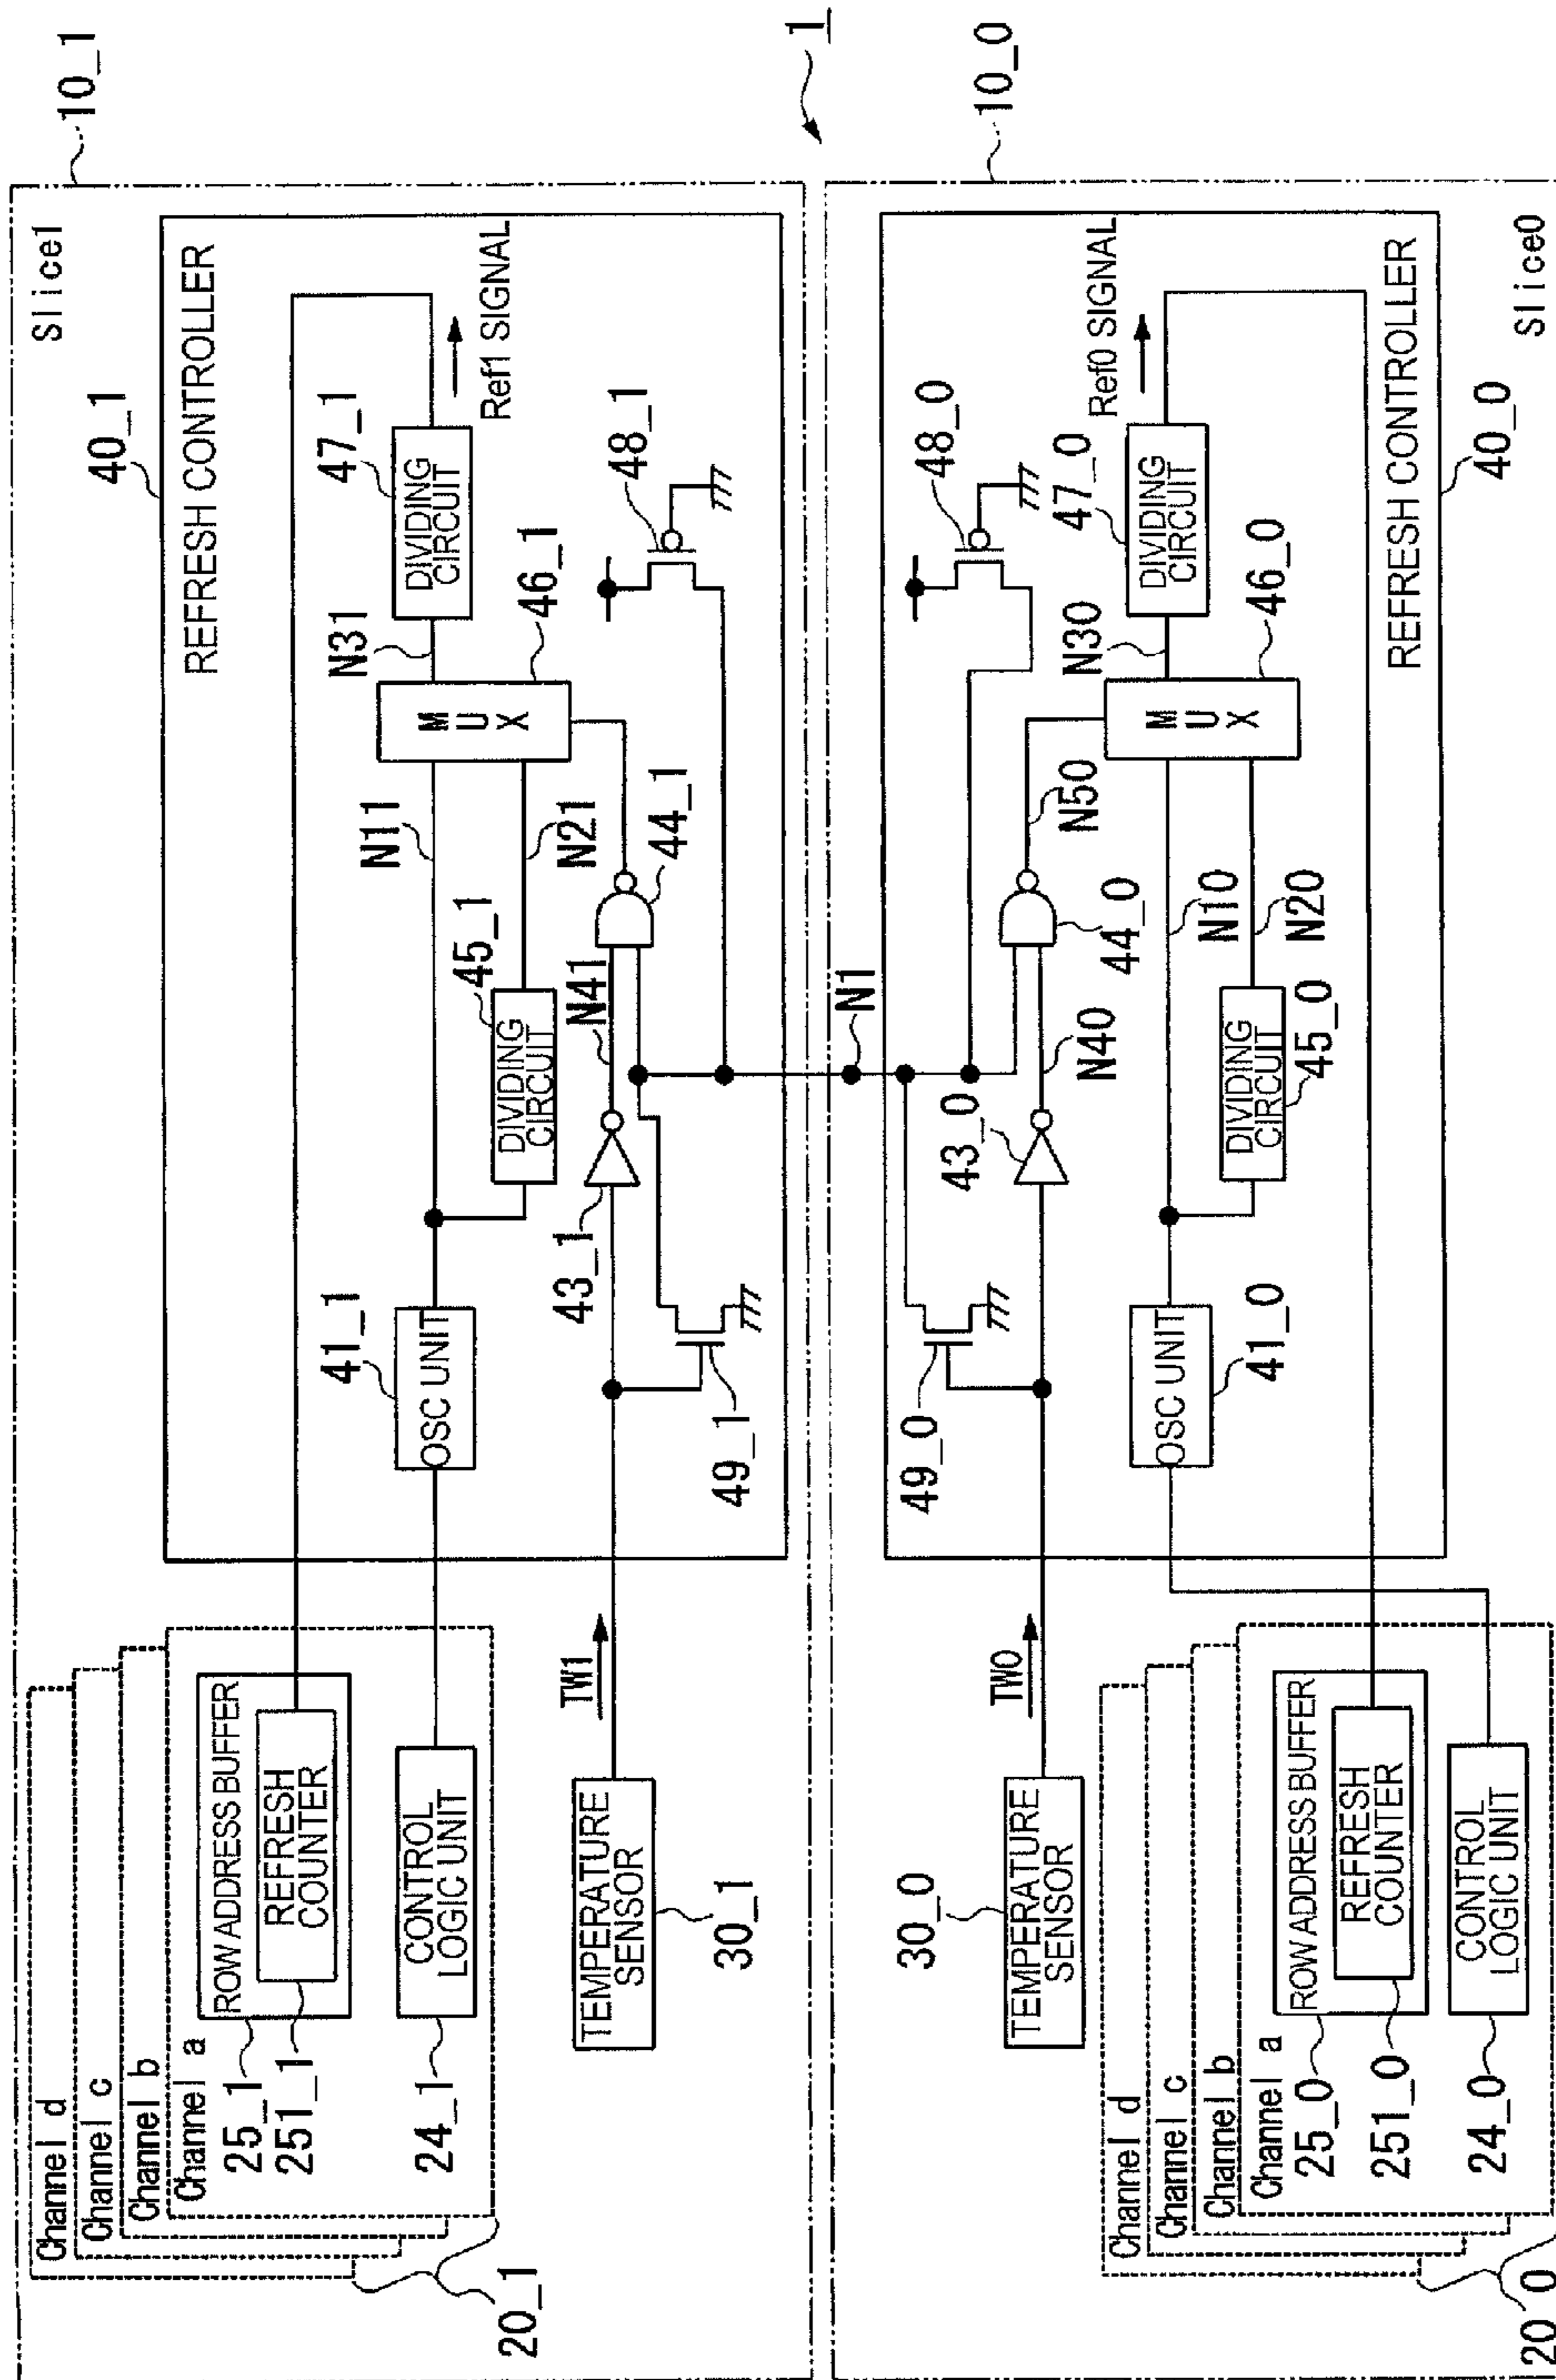 1
10_1
Slice1
40_1
REFRESH CONTROLLER
Channel d
Channel c
Channel b
Channel a
25_1
251_1
ROW ADDRESS BUFFER
REFRESH
COUNTER
24_1
CONTROL
LOGIC UNIT
20_1
41_1
OSC UNIT
N11
45_1
DIVIDING
CIRCUIT
N21
MUX
46_1
N31
47_1
DIVIDING
CIRCUIT
Ref1 SIGNAL
TEMPERATURE
SENSOR
30_1
TW1
43_1
N41
44_1
49_1
48_1
N1
10_0
48_0
49_0
43_0
N40
44_0
N50
TEMPERATURE
SENSOR
30_0
TW0
41_0
OSC UNIT
N10
45_0
DIVIDING
CIRCUIT
N20
MUX
46_0
N30
47_0
DIVIDING
CIRCUIT
Ref0 SIGNAL
Channel d
Channel c
Channel b
Channel a
25_0
251_0
ROW ADDRESS BUFFER
REFRESH
COUNTER
24_0
CONTROL
LOGIC UNIT
20_0
REFRESH CONTROLLER
40_0
Slice0